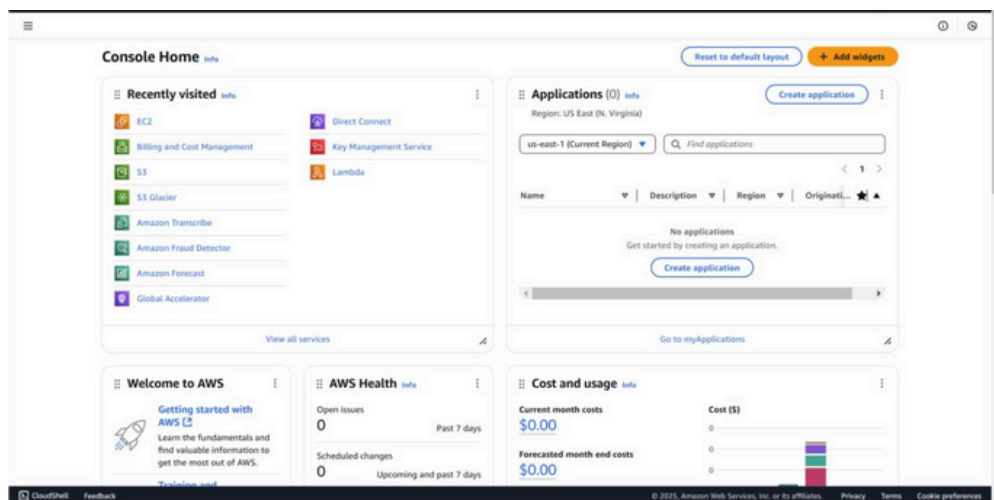 Console Home Info
Reset to default layout
+ Add widgets
Recently visited Info
EC2
Billing and Cost Management
S3
S3 Glacier
Amazon Transcribe
Amazon Fraud Detector
Amazon Forecast
Global Accelerator
Direct Connect
Key Management Service
Lambda
View all services
Applications (0) Info
Create application
Region: US East (N. Virginia)
us-east-1 (Current Region)
Find applications
1
Name Description Region Originati...
No applications
Get started by creating an application.
Create application
Go to myApplications
Welcome to AWS
Getting started with
AWS
Learn the fundamentals and
find valuable information to
get the most out of AWS.
Training and
AWS Health Info
Open issues
0 Past 7 days
Scheduled changes
0 Upcoming and past 7 days
Cost and usage Info
Current month costs
$0.00
Forecasted month end costs
$0.00
Cost ($)
0
0
0
0
CloudShell Feedback
© 2025, Amazon Web Services, Inc. or its affiliates. Privacy Terms Cookie preferences